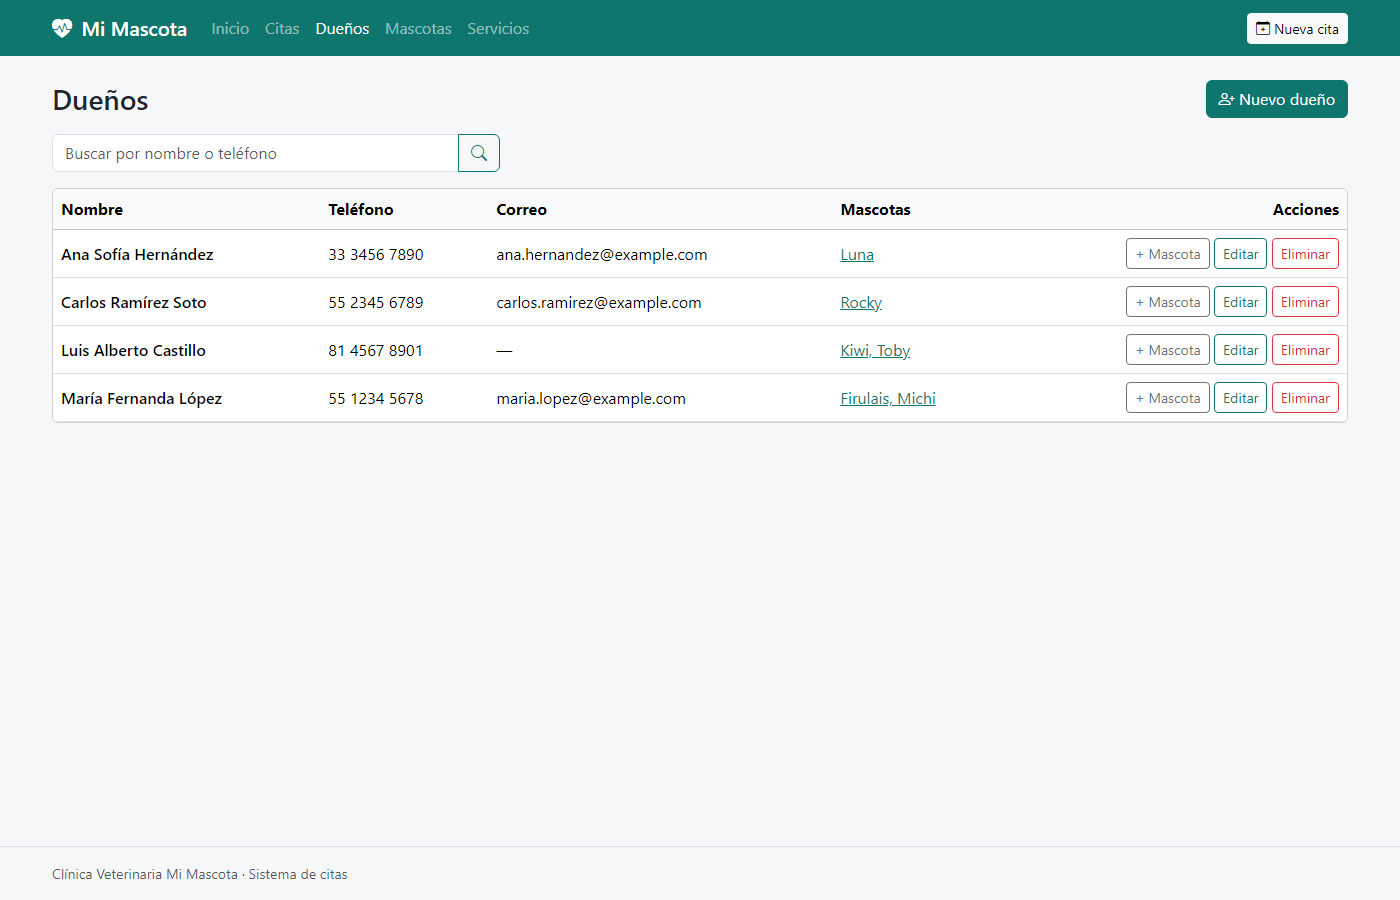 Mi Mascota Inicio Citas Dueños Mascotas Servicios Nueva cita
Dueños Nuevo dueño
Buscar por nombre o teléfono
Nombre Teléfono Correo Mascotas Acciones
Ana Sofía Hernández 33 3456 7890 ana.hernandez@example.com Luna + Mascota Editar Eliminar
Carlos Ramírez Soto 55 2345 6789 carlos.ramirez@example.com Rocky + Mascota Editar Eliminar
Luis Alberto Castillo 81 4567 8901 — Kiwi, Toby + Mascota Editar Eliminar
María Fernanda López 55 1234 5678 maria.lopez@example.com Firulais, Michi + Mascota Editar Eliminar
Clínica Veterinaria Mi Mascota · Sistema de citas